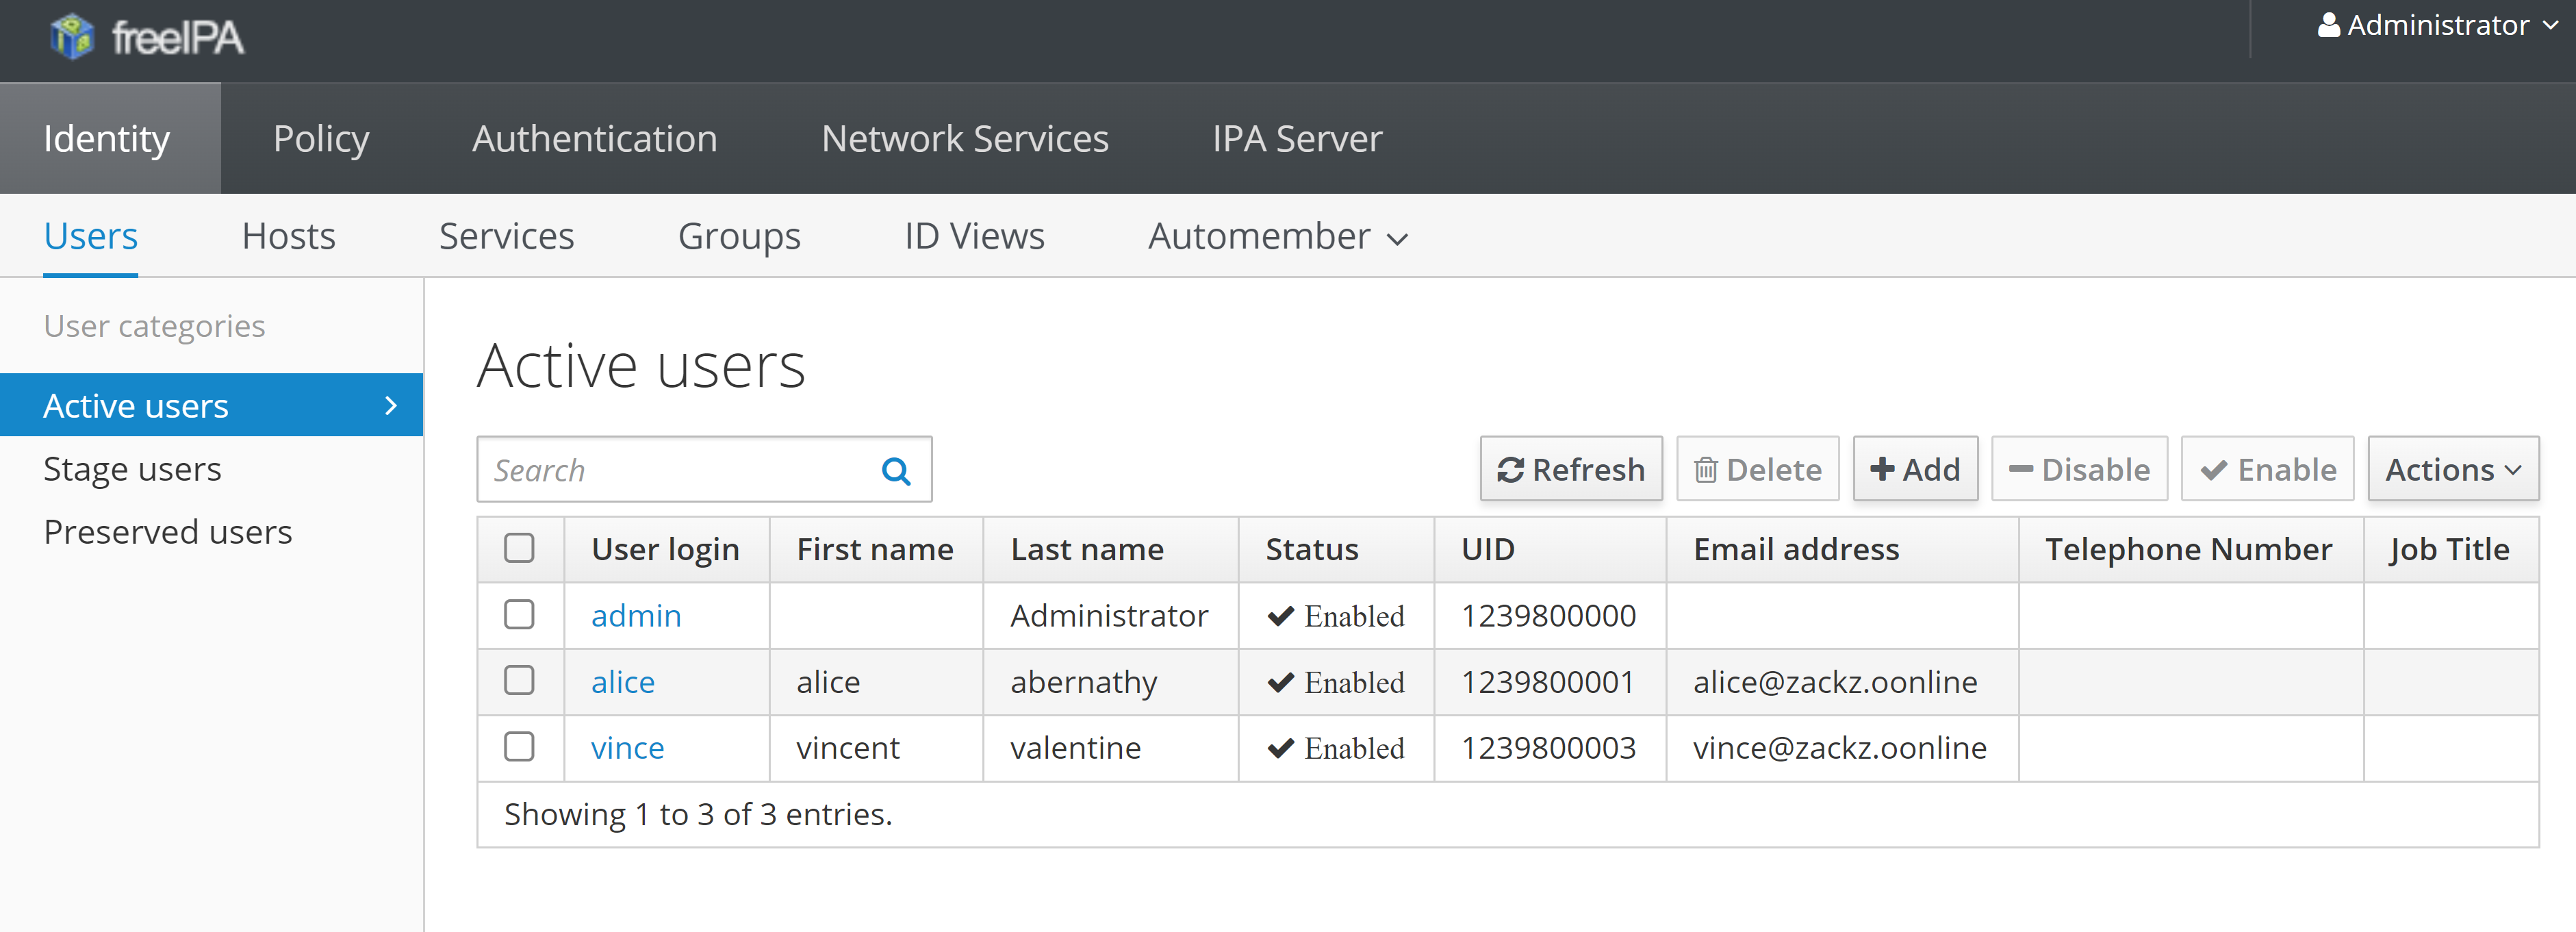 freeIPA
Administrator
Identity Policy Authentication Network Services IPA Server
Users Hosts Services Groups ID Views Automember
User categories
Active users
Stage users
Preserved users
Active users
Search
Refresh Delete Add Disable Enable Actions
User login First name Last name Status UID Email address Telephone Number Job Title
admin Administrator Enabled 1239800000
alice alice abernathy Enabled 1239800001 alice@zackz.oonline
vince vincent valentine Enabled 1239800003 vince@zackz.oonline
Showing 1 to 3 of 3 entries.